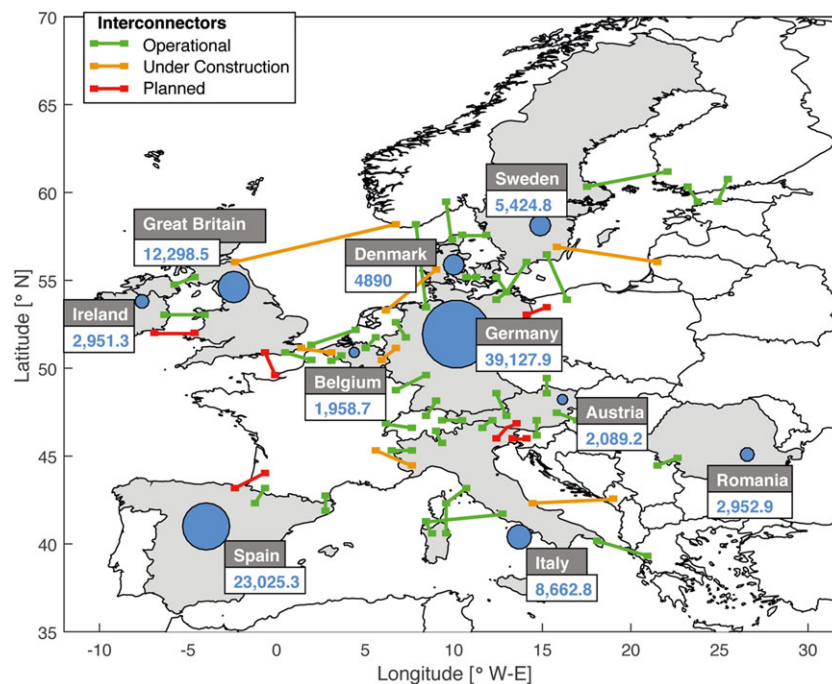 Interconnectors
Operational
Under Construction
Planned
70
65
60
55
50
45
40
35
Latitude [° N]
Sweden
5,424.8
Great Britain
12,298.5
Denmark
4890
Ireland
2,951.3
Germany
39,127.9
Belgium
1,958.7
Austria
2,089.2
Romania
2,952.9
Spain
23,025.3
Italy
8,662.8
-10
-5
0
5
10
15
20
25
30
Longitude [° W-E]